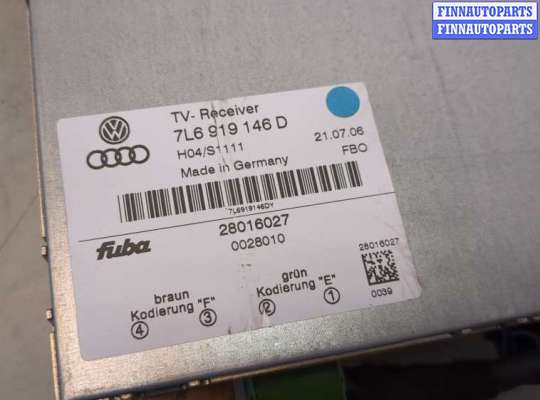 FINNAUTOPARTS
FINNAUTOPARTS
TV- Receiver
7L6 919 146 D
H04/S1111 21.07.06
Made in Germany FBO
7L6919146DY
28016027
fuba 0028010 28016027
braun grün
Kodierung "F" Kodierung "E"
4 3 2 1 0039